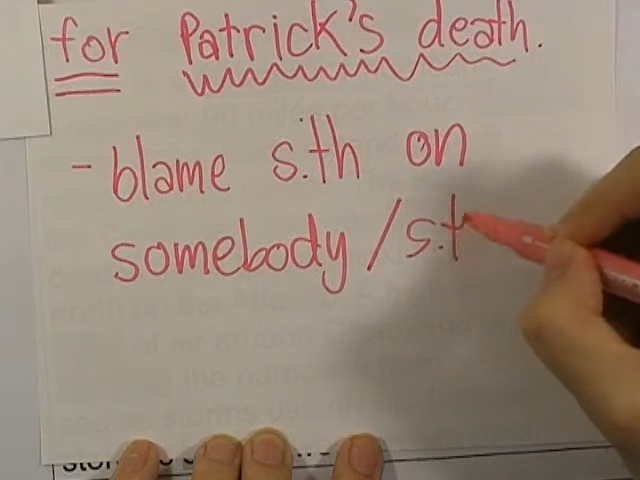 for Patrick's death.
- blame s.th on
somebody / s.t